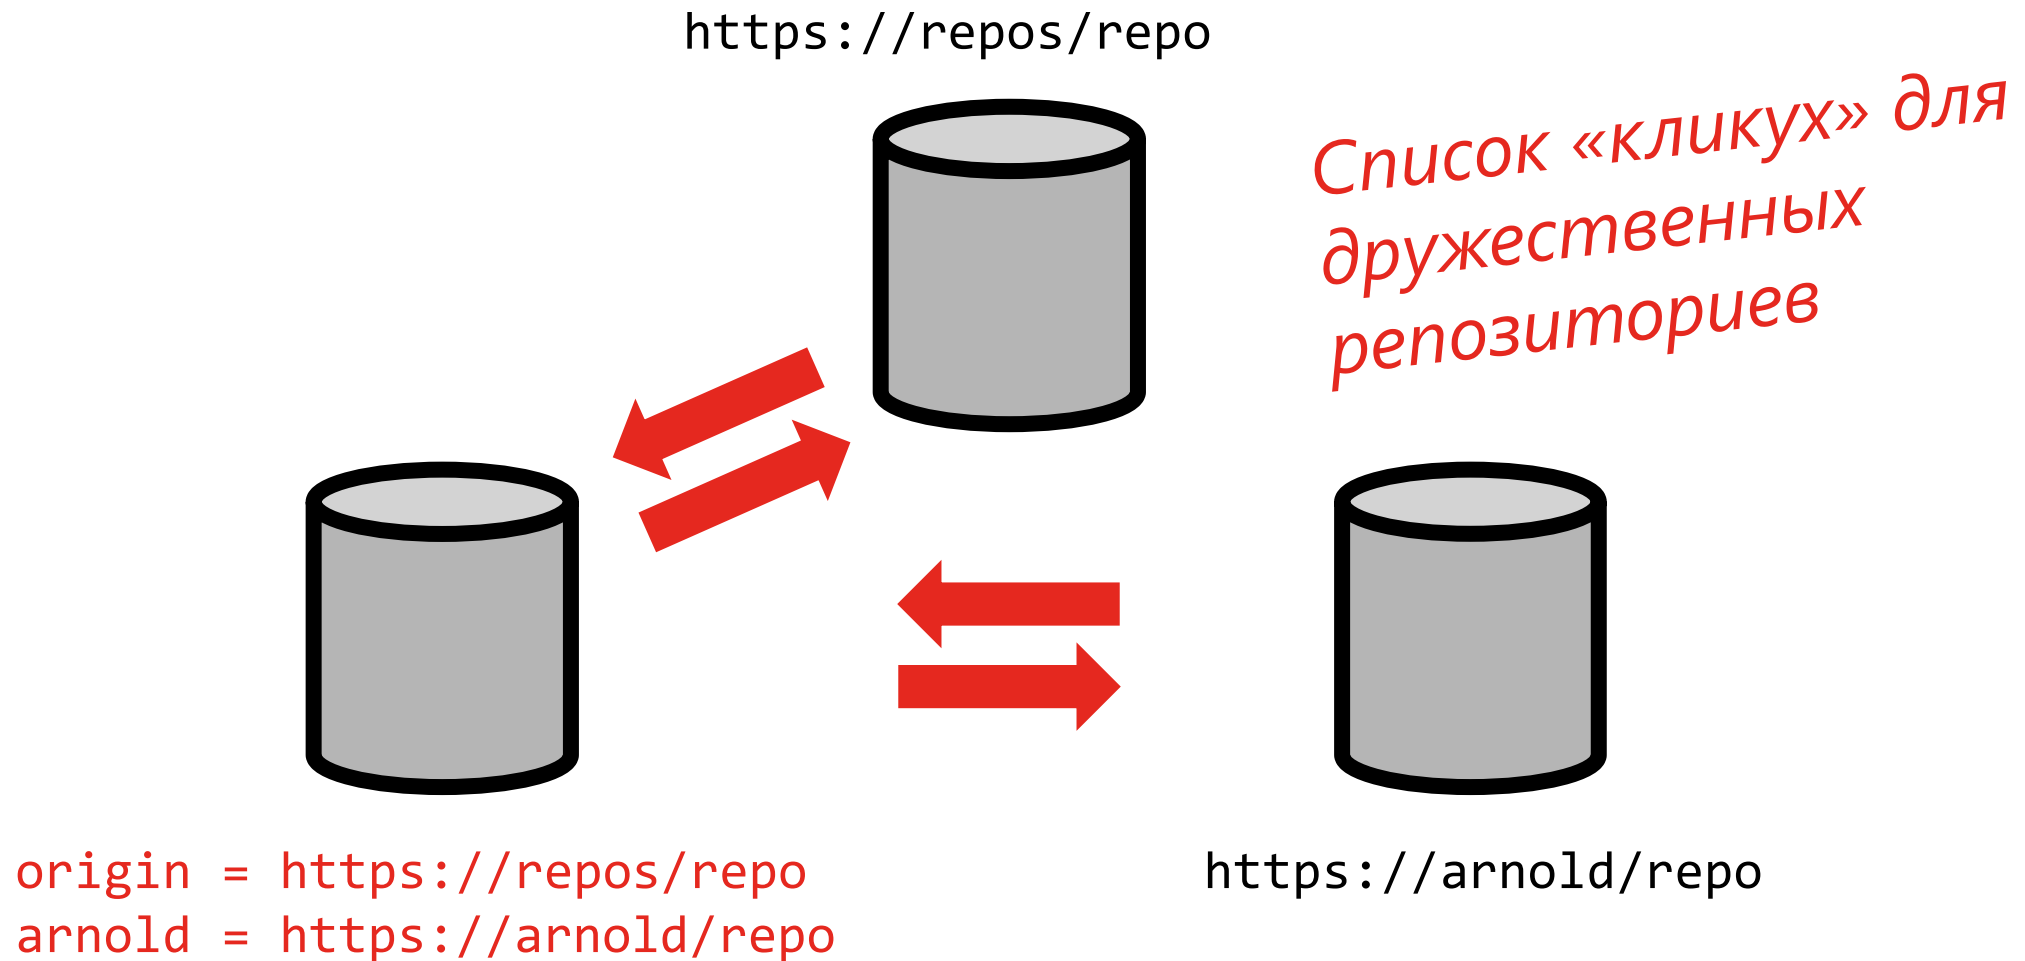 https://repos/repo
Список «кликух» для
дружественных
репозиториев
origin = https://repos/repo
arnold = https://arnold/repo
https://arnold/repo